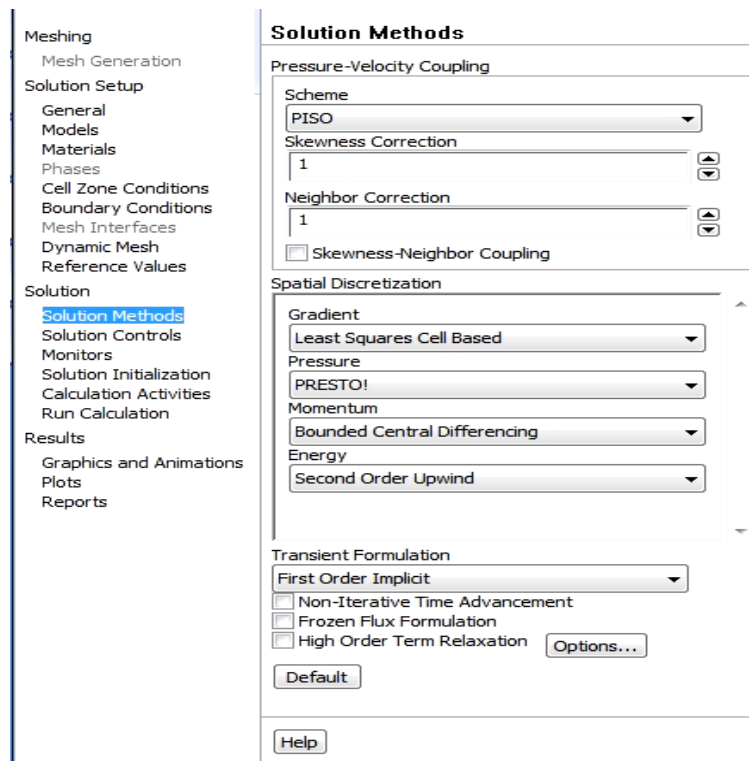 Meshing
Mesh Generation
Solution Setup
General
Models
Materials
Phases
Cell Zone Conditions
Boundary Conditions
Mesh Interfaces
Dynamic Mesh
Reference Values
Solution
Solution Methods
Solution Controls
Monitors
Solution Initialization
Calculation Activities
Run Calculation
Results
Graphics and Animations
Plots
Reports
Solution Methods
Pressure-Velocity Coupling
Scheme
PISO
Skewness Correction
1
Neighbor Correction
1
Skewness-Neighbor Coupling
Spatial Discretization
Gradient
Least Squares Cell Based
Pressure
PRESTO!
Momentum
Bounded Central Differencing
Energy
Second Order Upwind
Transient Formulation
First Order Implicit
Non-Iterative Time Advancement
Frozen Flux Formulation
High Order Term Relaxation
Options...
Default
Help